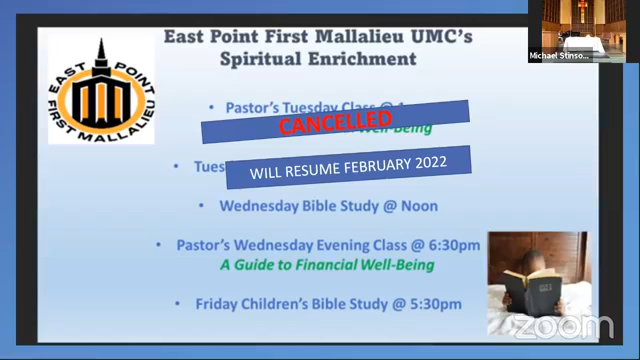 East Point First Mallalieu UMC's
Spiritual Enrichment
Michael Stinso...
EAST POINT
FIRST MALLALIEU
• Pastor's Tuesday Class @
CANCELLED
Well-Being
• Tues
WILL RESUME FEBRUARY 2022
• Wednesday Bible Study @ Noon
• Pastor's Wednesday Evening Class @ 6:30pm
A Guide to Financial Well-Being
• Friday Children's Bible Study @ 5:30pm
zoom